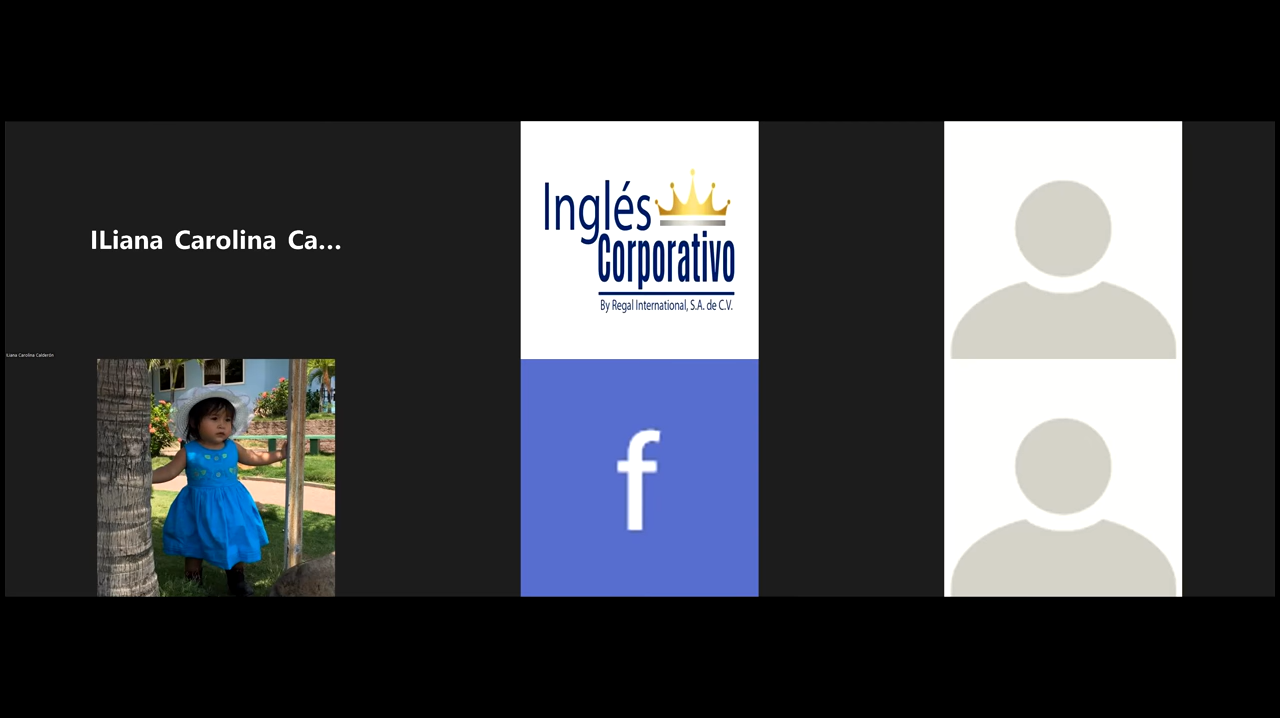 ILiana Carolina Ca...
Inglés
Corporativo
By Regal International, S.A. de C.V.
ILiana Carolina Calderón
f